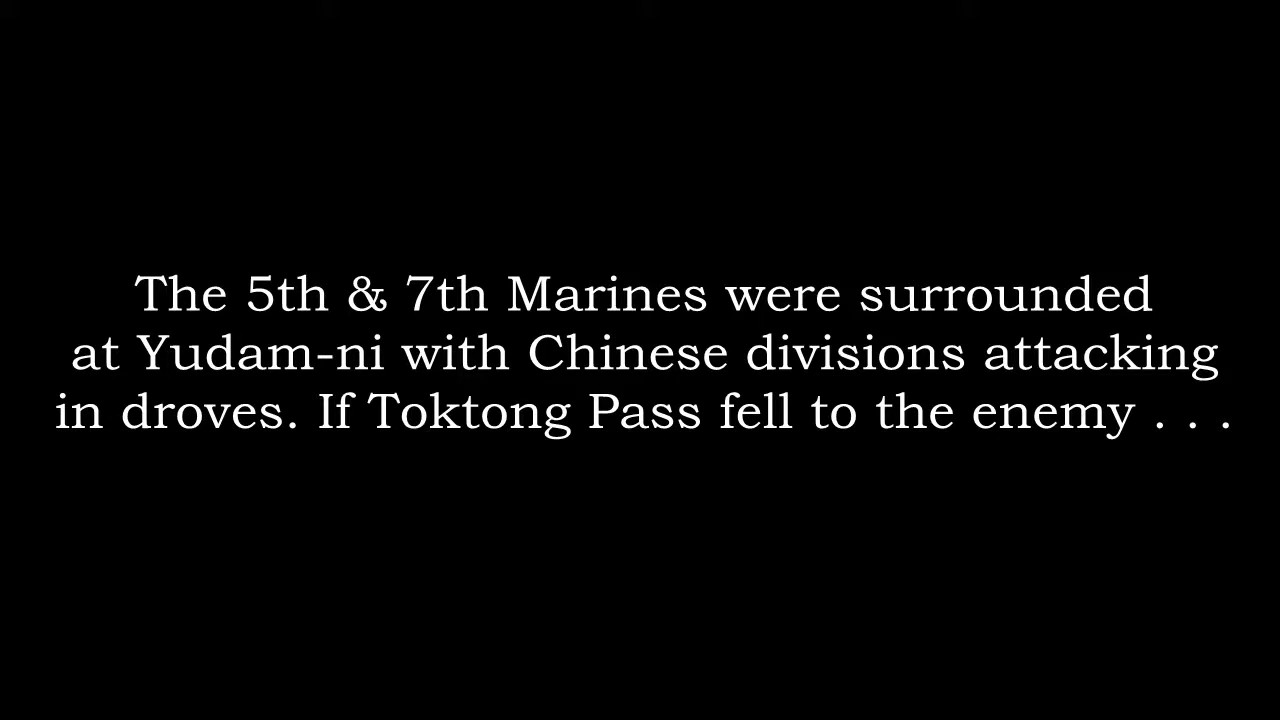 The 5th & 7th Marines were surrounded
at Yudam-ni with Chinese divisions attacking
in droves. If Toktong Pass fell to the enemy . . .